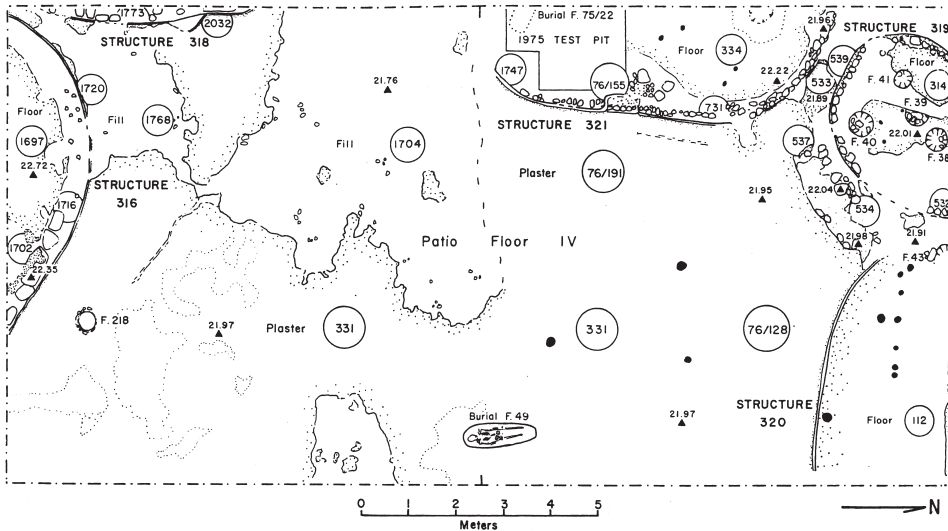 1773
2032
STRUCTURE 318
Burial F. 75/22
1975 TEST PIT
Floor
334
21.96
STRUCTURE 319
539
Floor
F. 41
314
1747
76/155
22.22
533
21.89
F. 39
1720
21.76
731
STRUCTURE 321
Floor
Fill
1768
Fill
1704
537
F. 40
22.01
F. 38
1697
22.72
Plaster
76/191
STRUCTURE
316
1716
21.95
22.04
534
1702
22.35
Patio Floor IV
21.98
21.91
F. 43
F. 218
21.97
Plaster
331
331
76/128
Burial F. 49
21.97
STRUCTURE
320
Floor
112
0 1 2 3 4 5
Meters
N